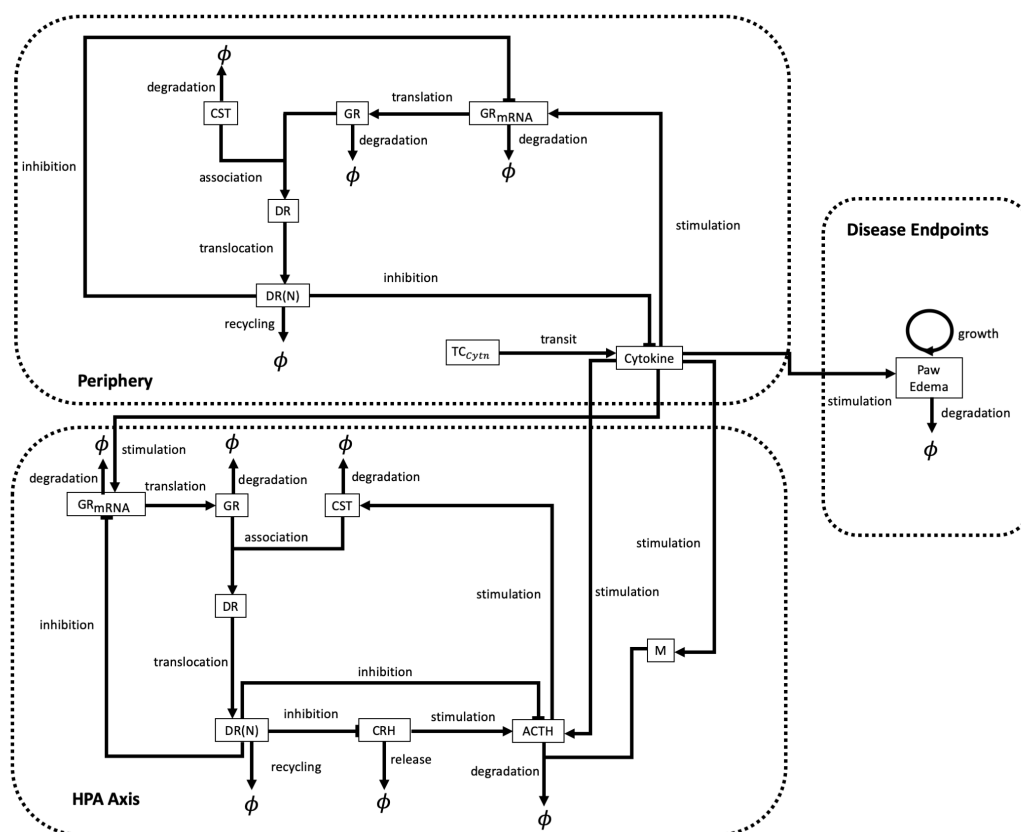 ϕ
degradation
CST
translation
GR
GRmRNA
degradation
degradation
inhibition
ϕ
ϕ
association
DR
stimulation
Disease Endpoints
translocation
inhibition
DR(N)
recycling
growth
transit
TCCytn
Cytokine
ϕ
Paw
Edema
Periphery
stimulation
degradation
ϕ
ϕ
stimulation
ϕ
ϕ
degradation
degradation
degradation
translation
GRmRNA
GR
CST
association
stimulation
stimulation
stimulation
DR
inhibition
M
translocation
inhibition
inhibition
stimulation
DR(N)
CRH
ACTH
release
recycling
degradation
HPA Axis
ϕ
ϕ
ϕ